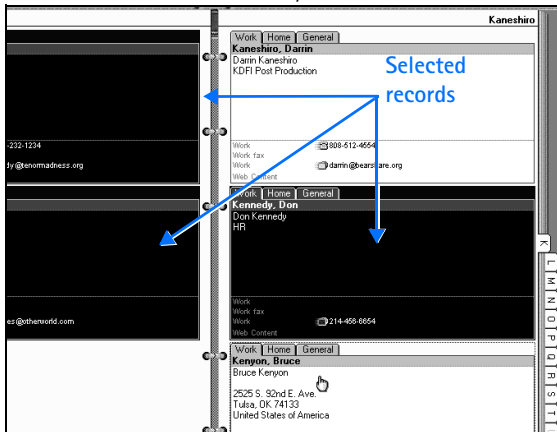 Kaneshiro
Work Home General
Kaneshiro, Darrin
Darrin Kaneshiro
KDFI Post Production
Selected
records
-232-1234
dy@tenormadness.org
Work 808-512-4554
Work fax
Work darrin@bearshare.org
Web Content
Work Home General
Kennedy, Don
Don Kennedy
HR
es@otherworld.com
Work
Work fax
Work 214-456-6654
Web Content
Work Home General
Kenyon, Bruce
Bruce Kenyon
2525 S. 92nd E. Ave.
Tulsa, OK 74133
United States of America
K
L
M
N
O
P
Q
R
S
T